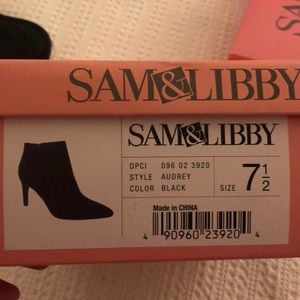 SAM&LIBBY
SAM&LIBBY
DPCI 096 02 3920
STYLE AUDREY
COLOR BLACK
SIZE 7 1/2
Made in CHINA
4 90960 23920 4